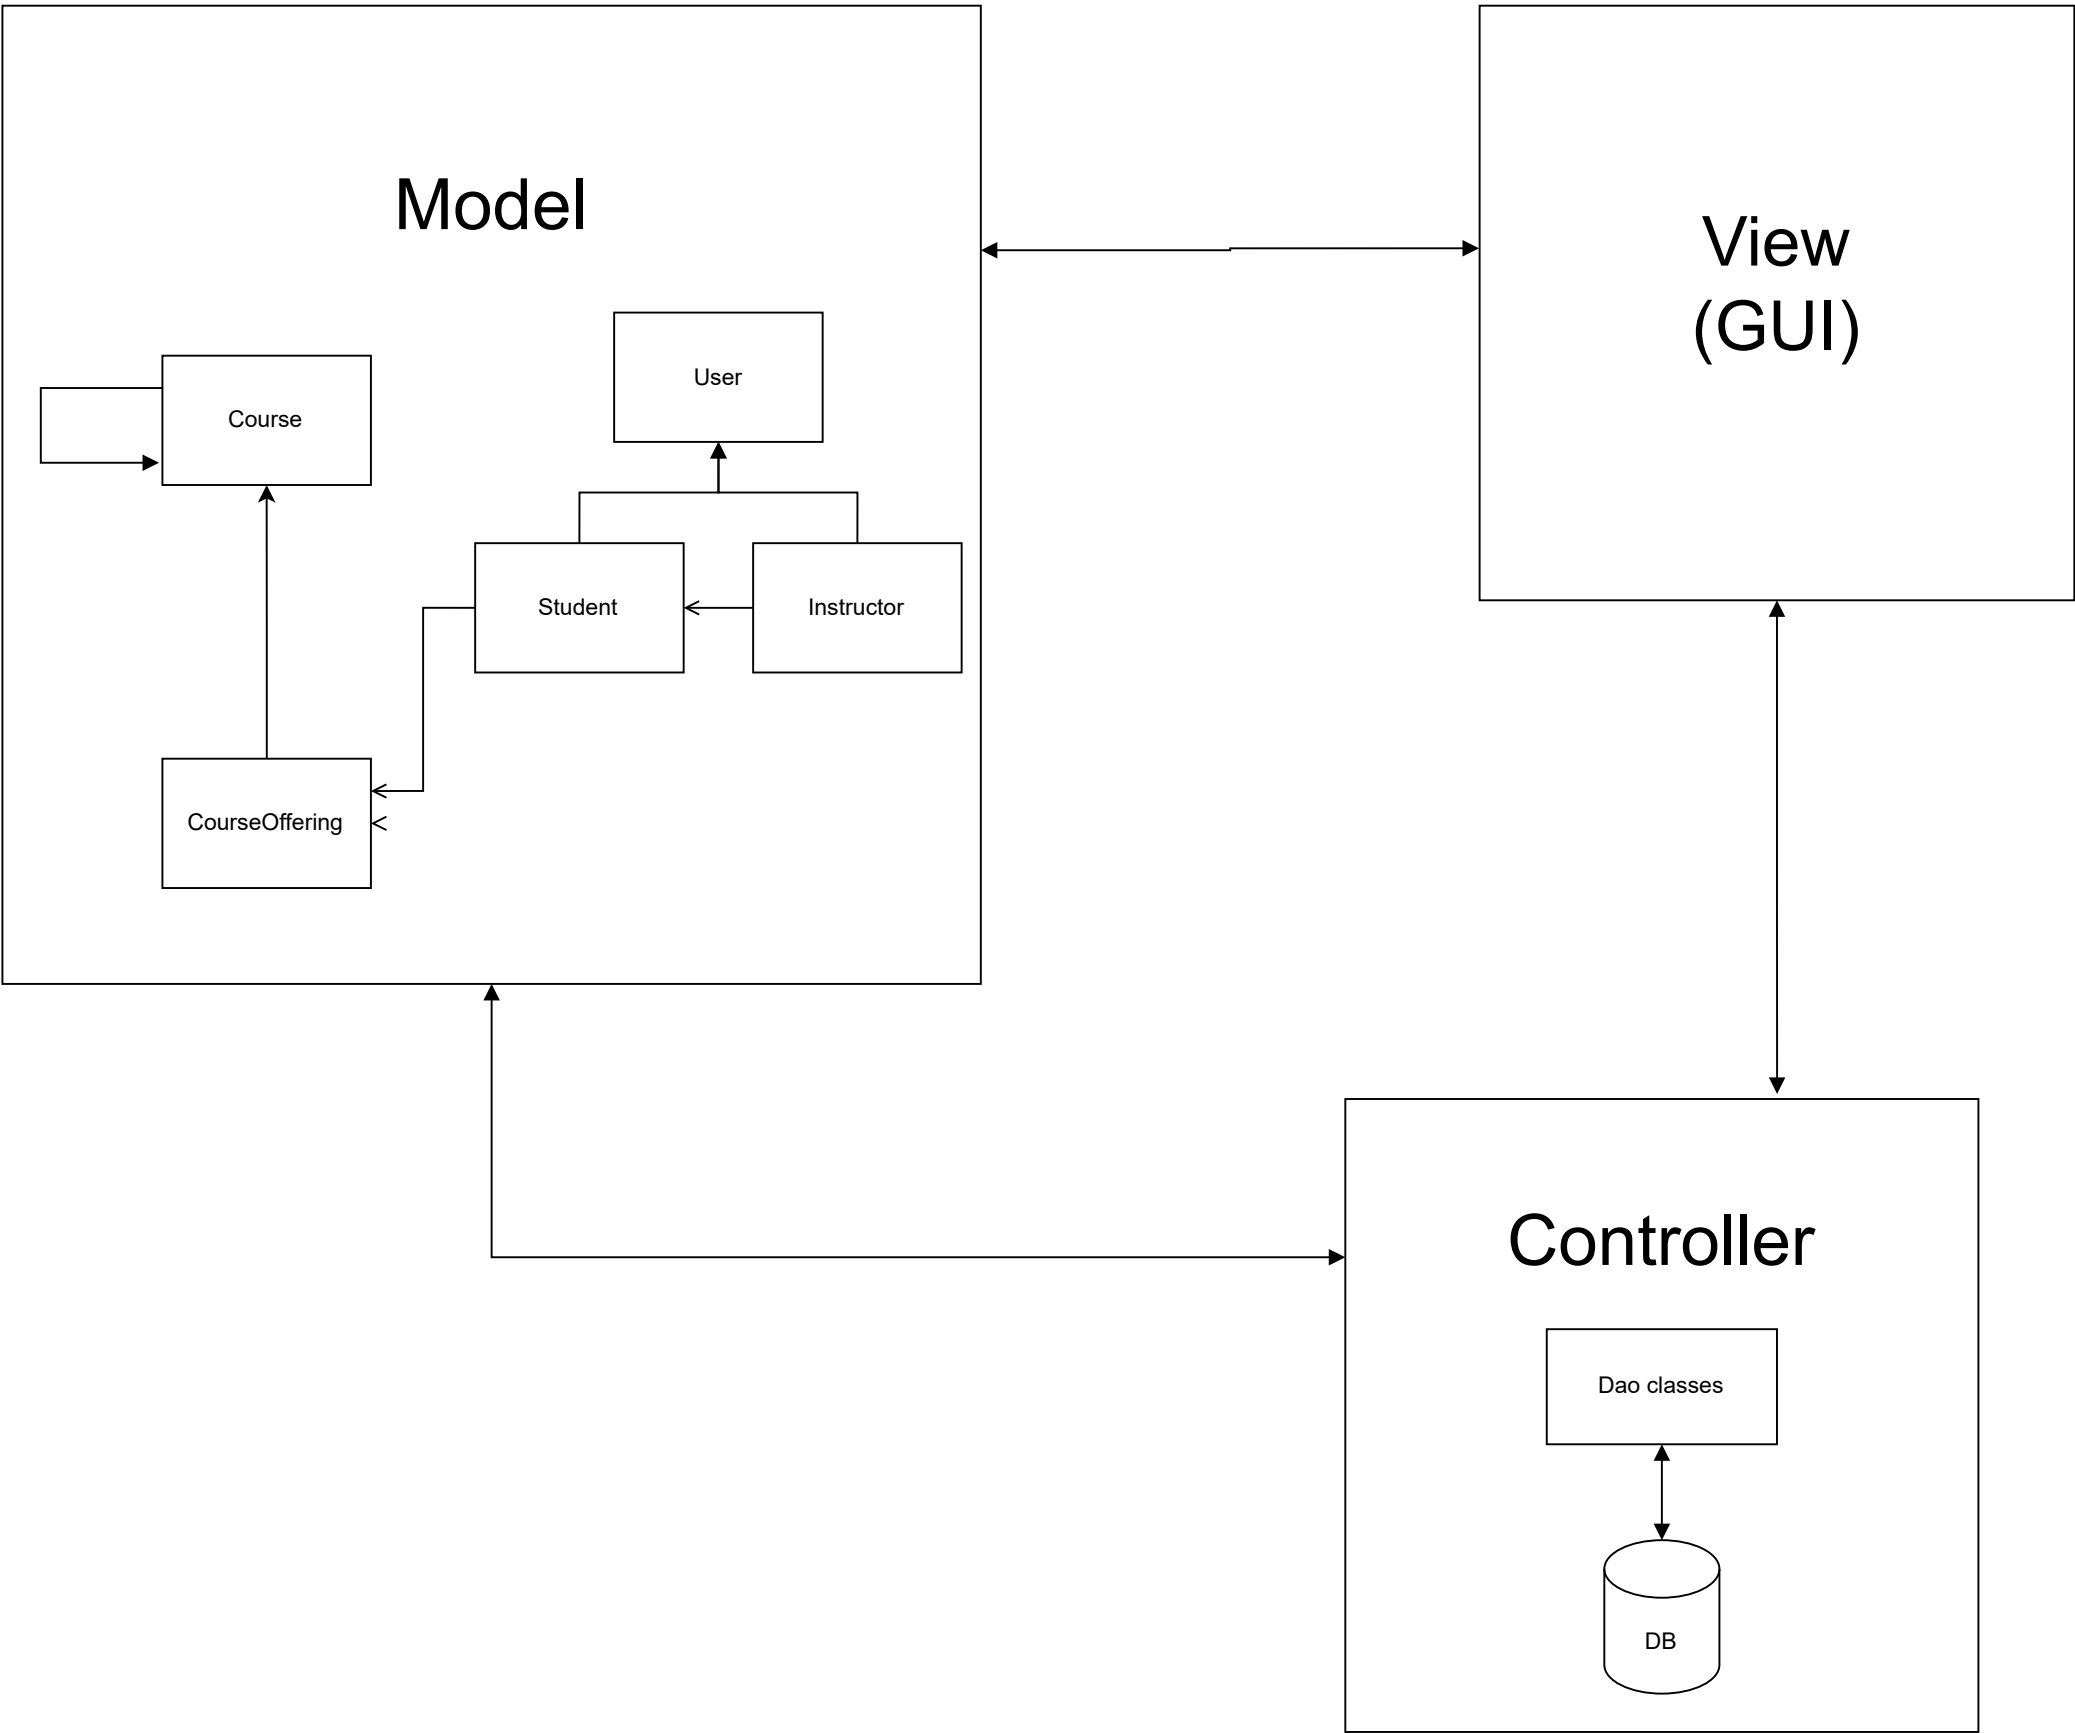 Model
View
(GUI)
User
Course
Student
Instructor
CourseOffering
Controller
Dao classes
DB